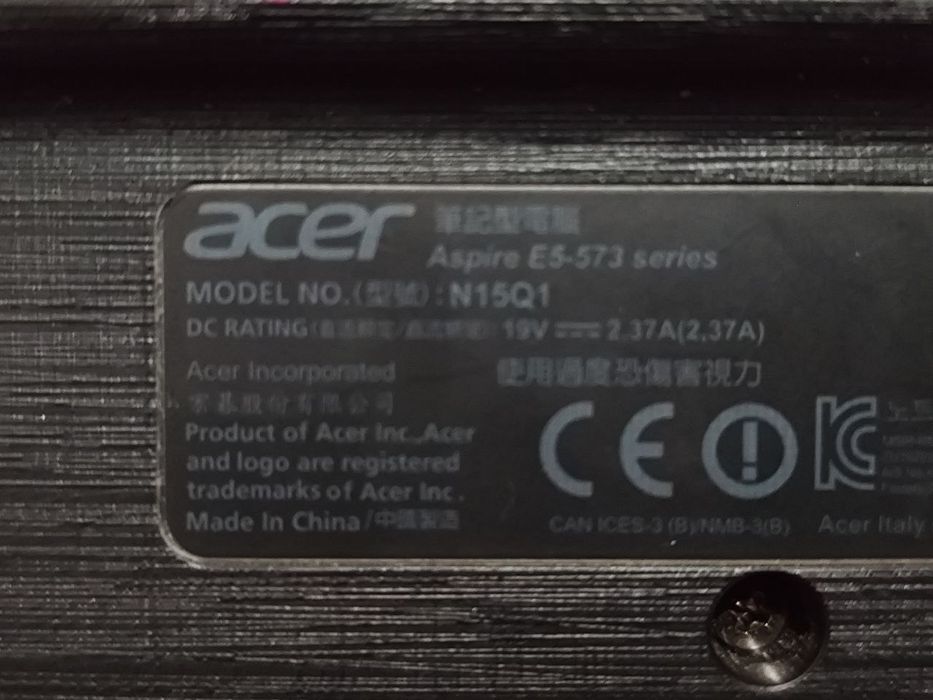 acer 筆記型電腦
Aspire E5-573 series
MODEL NO.(型號):N15Q1
DC RATING 19V 2.37A(2.37A)
Acer Incorporated 使用過度恐傷害視力
宏碁股份有限公司
Product of Acer Inc. Acer
and logo are registered
trademarks of Acer Inc.
Made In China/中國製造
CE
CAN ICES-3 (B)/NMB-3(B) Acer Italy